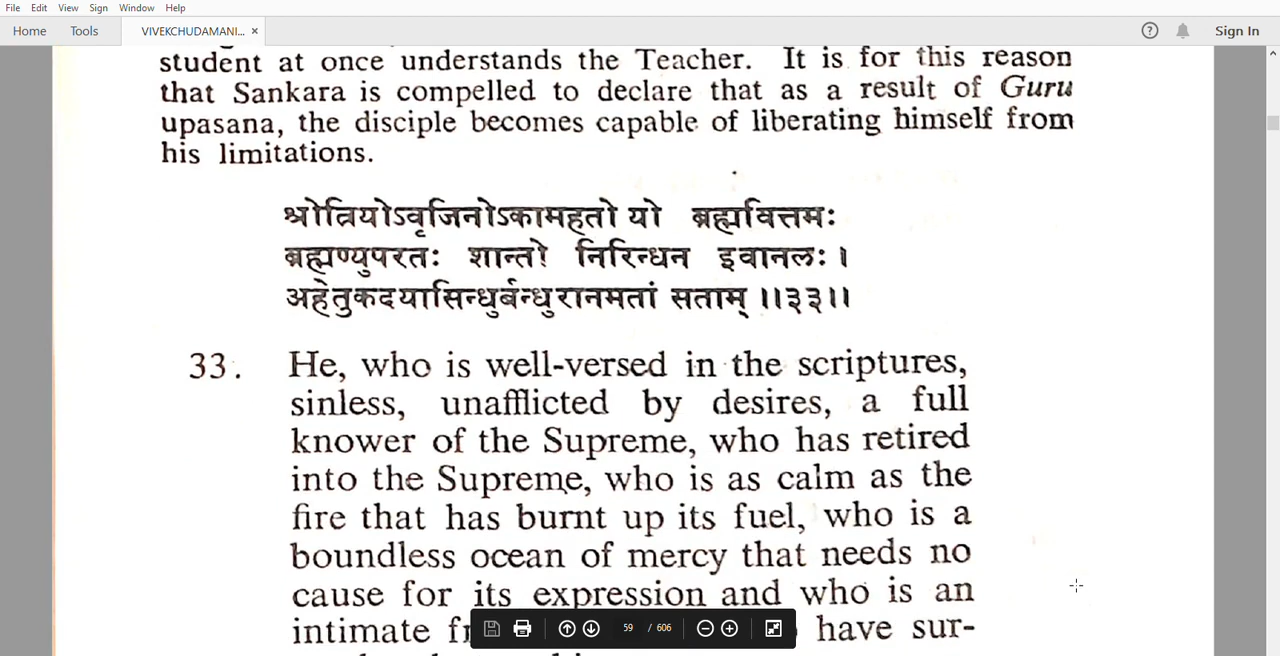 File Edit View Sign Window Help
Home Tools VIVEKCHUDAMANI... × Sign In
student at once understands the Teacher. It is for this reason
that Sankara is compelled to declare that as a result of Guru
upasana, the disciple becomes capable of liberating himself from
his limitations.
श्रोत्रियोऽवृजिनोऽकामहतो यो ब्रह्मवित्तमः
ब्रह्मण्युपरतः शान्तो निरिन्धन इवानलः ।
अहेतुकदयासिन्धुर्बन्धुरानमतां सताम् ।।३३।।
33. He, who is well-versed in the scriptures,
sinless, unafflicted by desires, a full
knower of the Supreme, who has retired
into the Supreme, who is as calm as the
fire that has burnt up its fuel, who is a
boundless ocean of mercy that needs no
cause for its expression and who is an
intimate have sur-
59 / 606